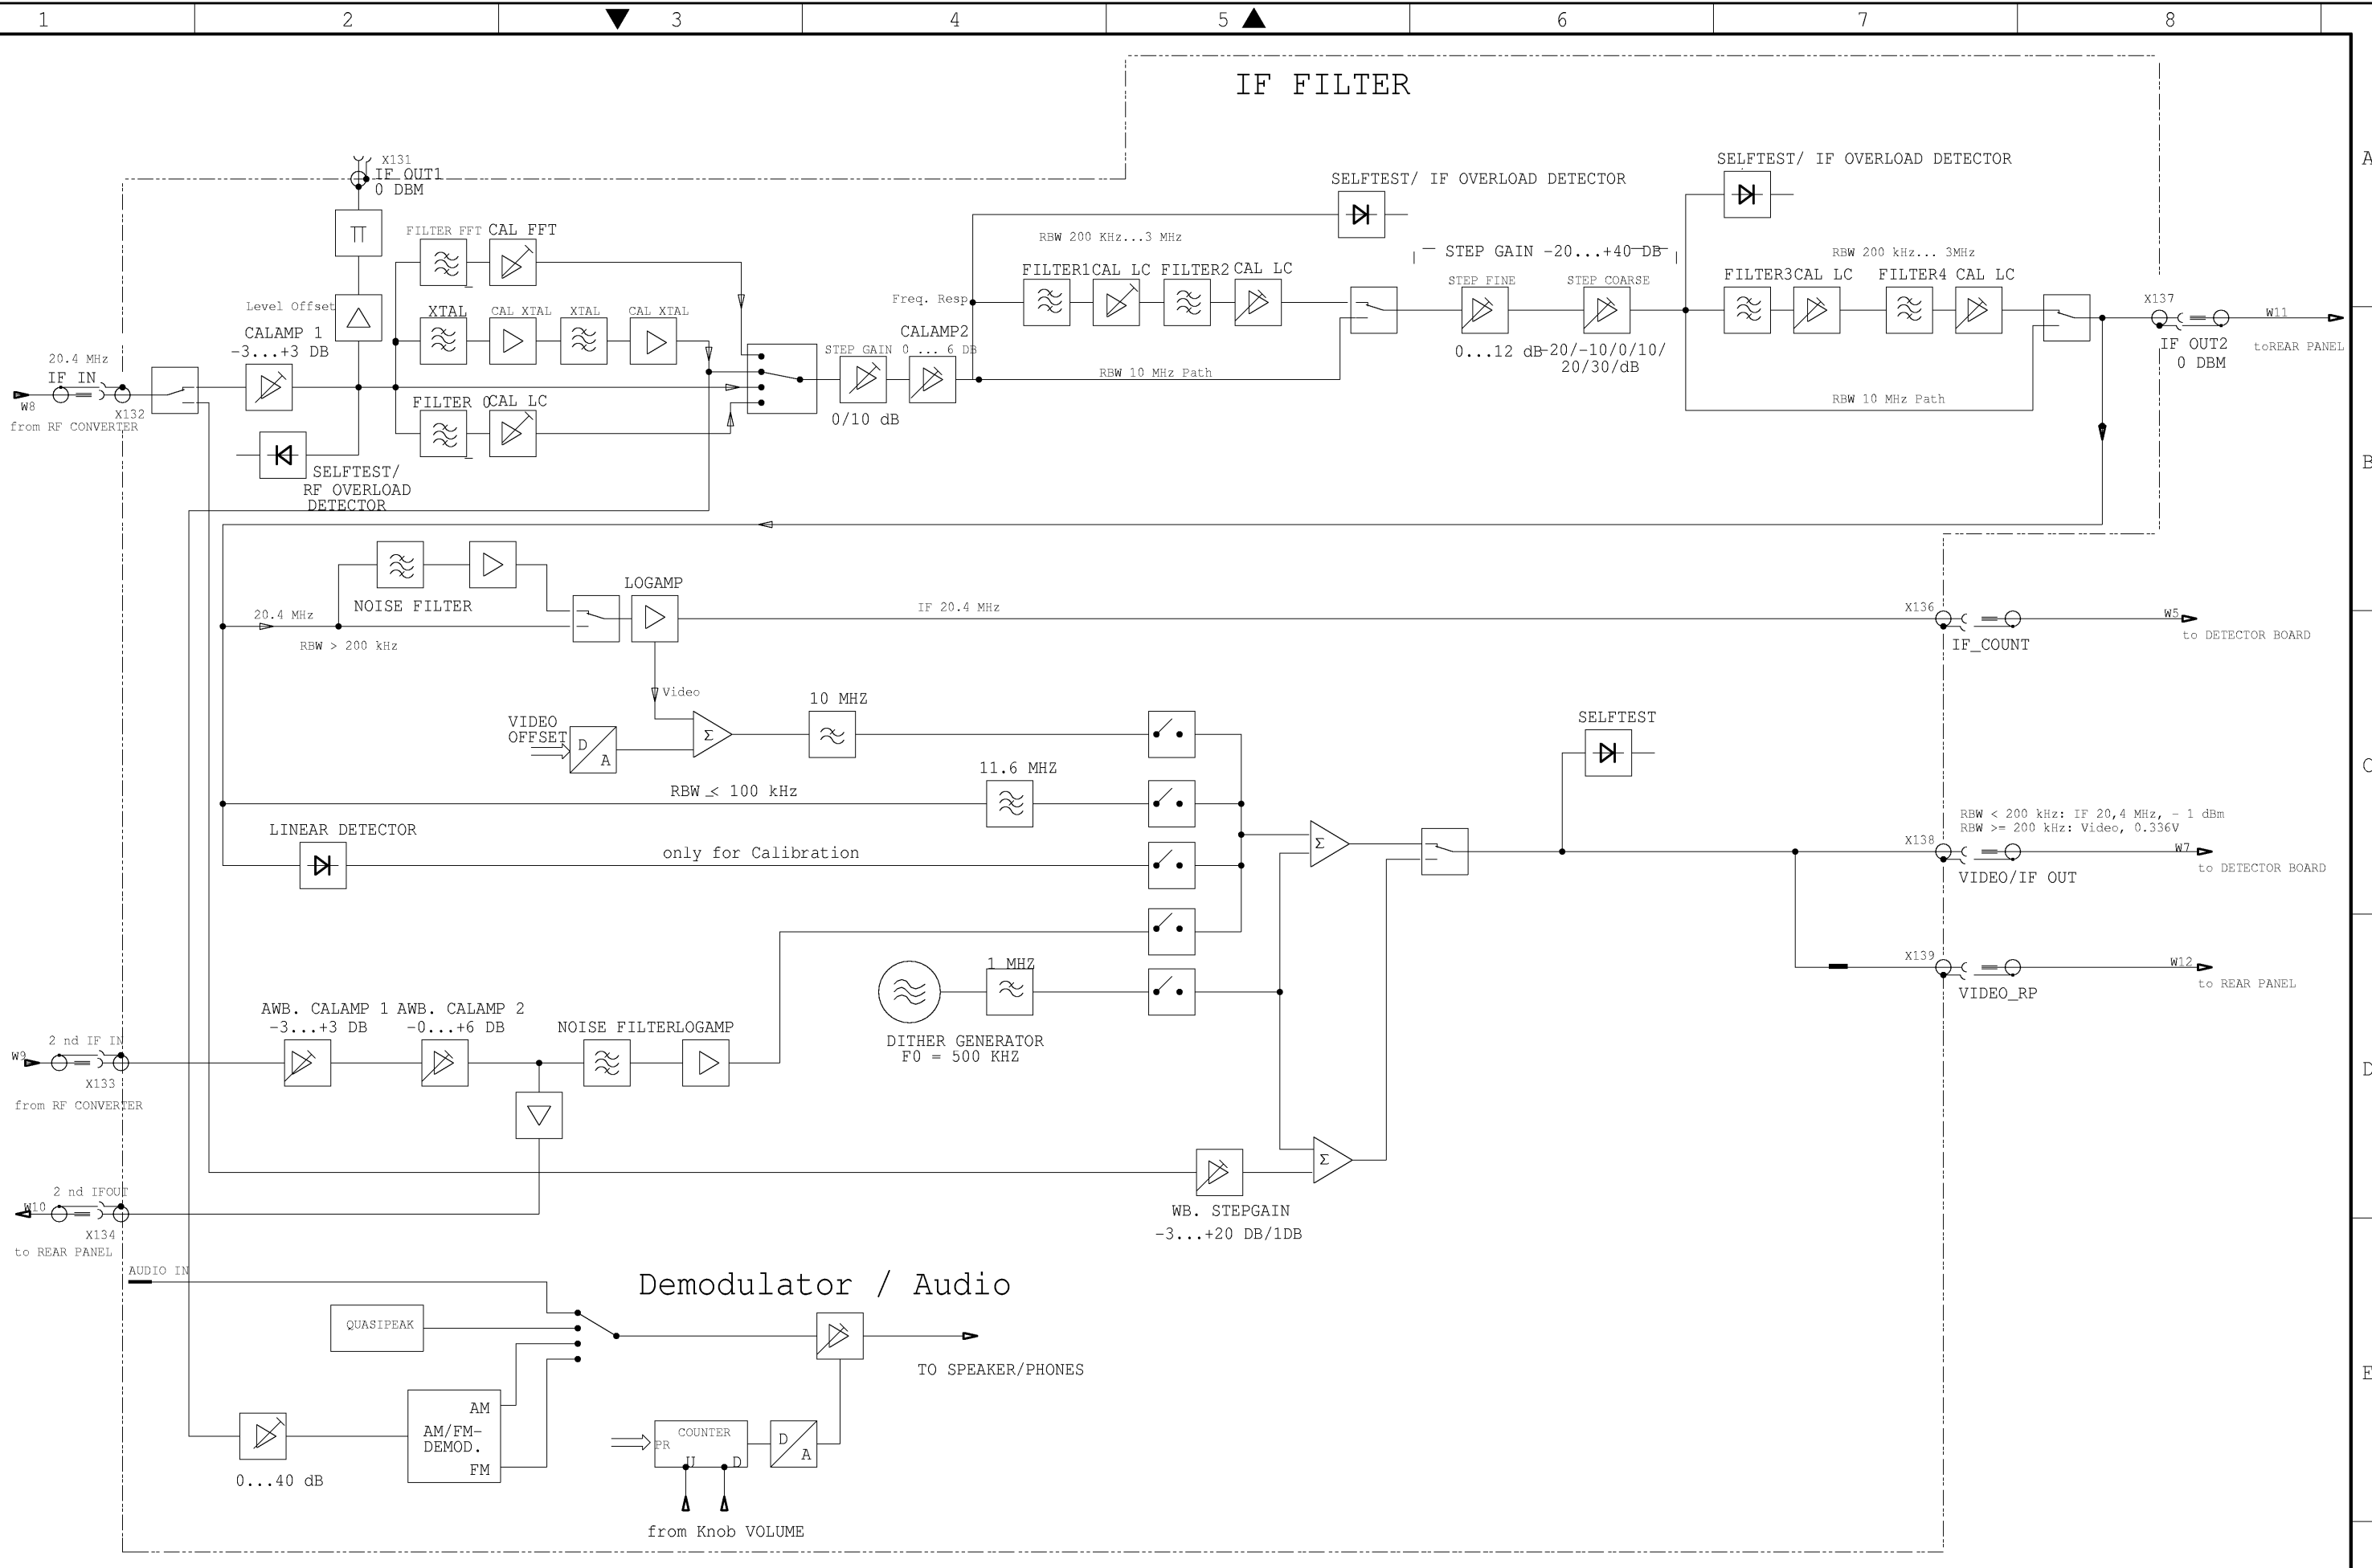 1 2 3 4 5 6 7 8
IF FILTER
A
X131
IF OUT1
0 DBM
SELFTEST/ IF OVERLOAD DETECTOR
SELFTEST/ IF OVERLOAD DETECTOR
FILTER FFT CAL FFT
RBW 200 KHz...3 MHz
STEP GAIN -20...+40 DB
RBW 200 kHz... 3MHz
FILTER1 CAL LC FILTER2 CAL LC
STEP FINE STEP COARSE
FILTER3 CAL LC FILTER4 CAL LC
Level Offset
Freq. Resp.
XTAL CAL XTAL XTAL CAL XTAL
X137
W11
CALAMP 1
-3...+3 DB
CALAMP2
STEP GAIN 0 ... 6 DB
0...12 dB
-20/-10/0/10/
20/30/dB
IF OUT2
0 DBM
toREAR PANEL
20.4 MHz
IF IN
W8
X132
from RF CONVERTER
RBW 10 MHz Path
RBW 10 MHz Path
FILTER 0 CAL LC
0/10 dB
B
SELFTEST/
RF OVERLOAD
DETECTOR
NOISE FILTER
LOGAMP
20.4 MHz
RBW > 200 kHz
IF 20.4 MHz
X136
W5
to DETECTOR BOARD
IF_COUNT
Video
10 MHZ
VIDEO
OFFSET
D
A
Σ
SELFTEST
C
11.6 MHZ
RBW < 100 kHz
LINEAR DETECTOR
only for Calibration
Σ
RBW < 200 kHz: IF 20,4 MHz, - 1 dBm
RBW >= 200 kHz: Video, 0.336V
X138
W7
to DETECTOR BOARD
VIDEO/IF OUT
1 MHZ
X139
W12
to REAR PANEL
VIDEO_RP
AWB. CALAMP 1 AWB. CALAMP 2
-3...+3 DB -0...+6 DB
NOISE FILTER LOGAMP
DITHER GENERATOR
F0 = 500 KHZ
2 nd IF IN
W9
X133
from RF CONVERTER
D
Σ
WB. STEPGAIN
-3...+20 DB/1DB
2 nd IFOUT
W10
X134
to REAR PANEL
AUDIO IN
Demodulator / Audio
QUASIPEAK
TO SPEAKER/PHONES
E
AM
AM/FM-
DEMOD.
FM
0...40 dB
COUNTER
PR
U D
D
A
from Knob VOLUME